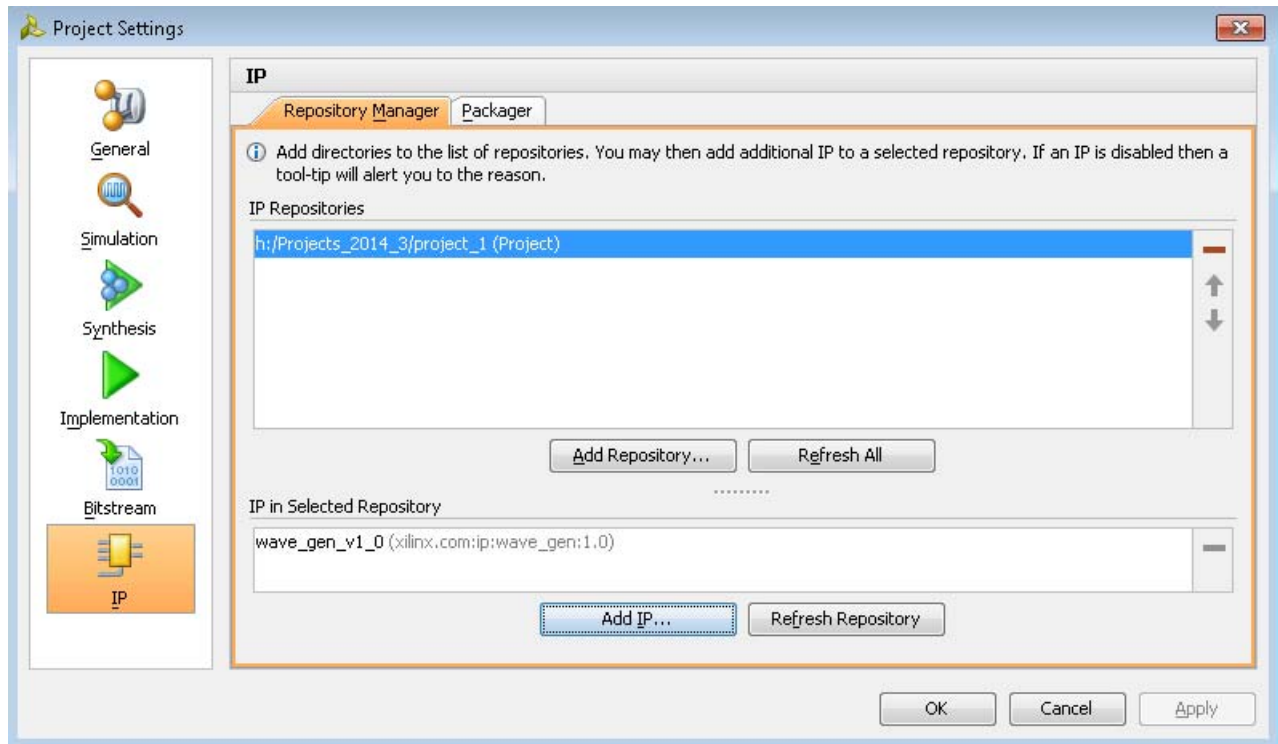 Project Settings
General
Simulation
Synthesis
Implementation
1010
0001
Bitstream
IP
IP
Repository Manager
Packager
Add directories to the list of repositories. You may then add additional IP to a selected repository. If an IP is disabled then a
tool-tip will alert you to the reason.
IP Repositories
h:/Projects_2014_3/project_1 (Project)
Add Repository...
Refresh All
IP in Selected Repository
wave_gen_v1_0 (xilinx.com:ip:wave_gen:1.0)
Add IP...
Refresh Repository
OK
Cancel
Apply